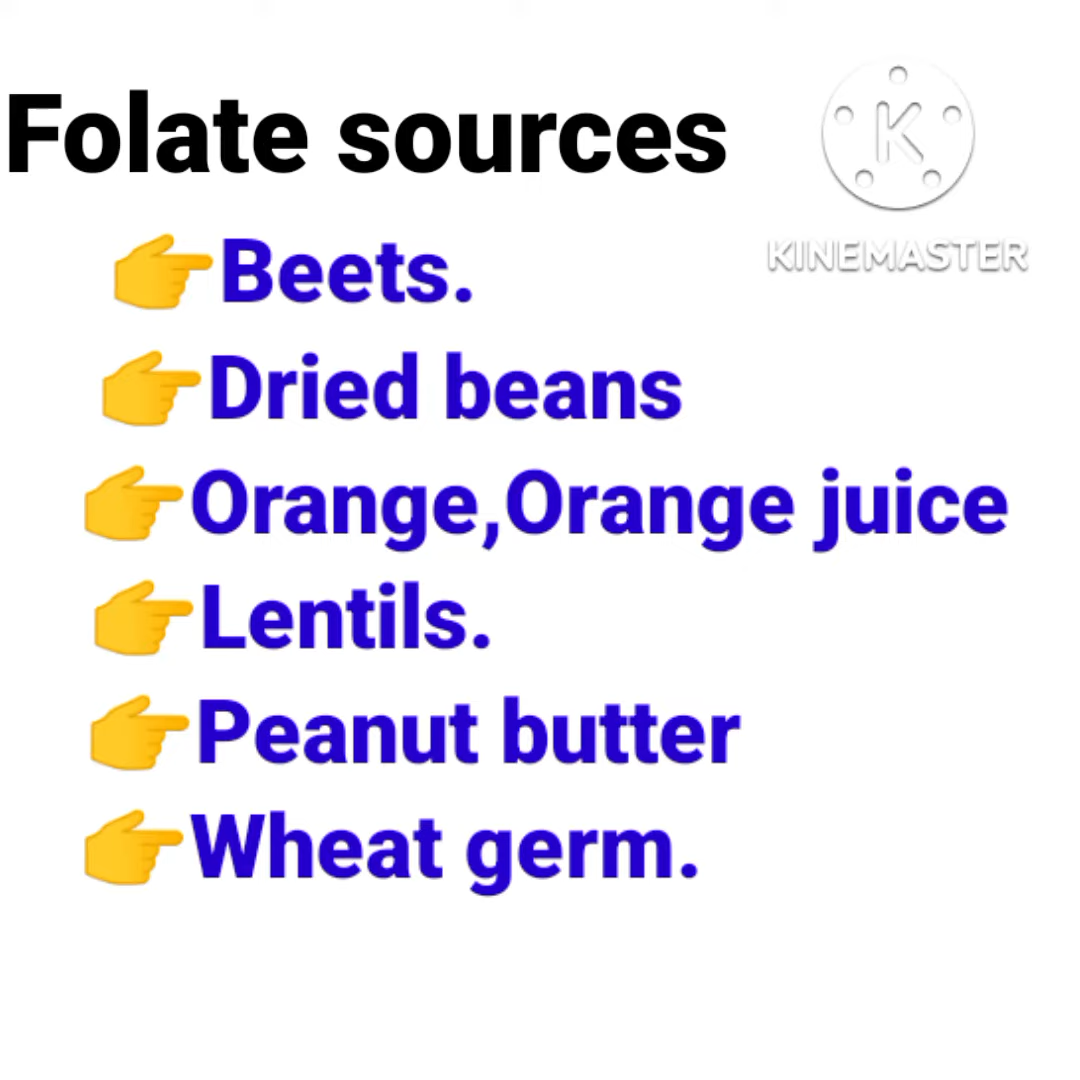 Folate sources
K
KINEMASTER
👉Beets.
👉Dried beans
👉Orange,Orange juice
👉Lentils.
👉Peanut butter
👉Wheat germ.